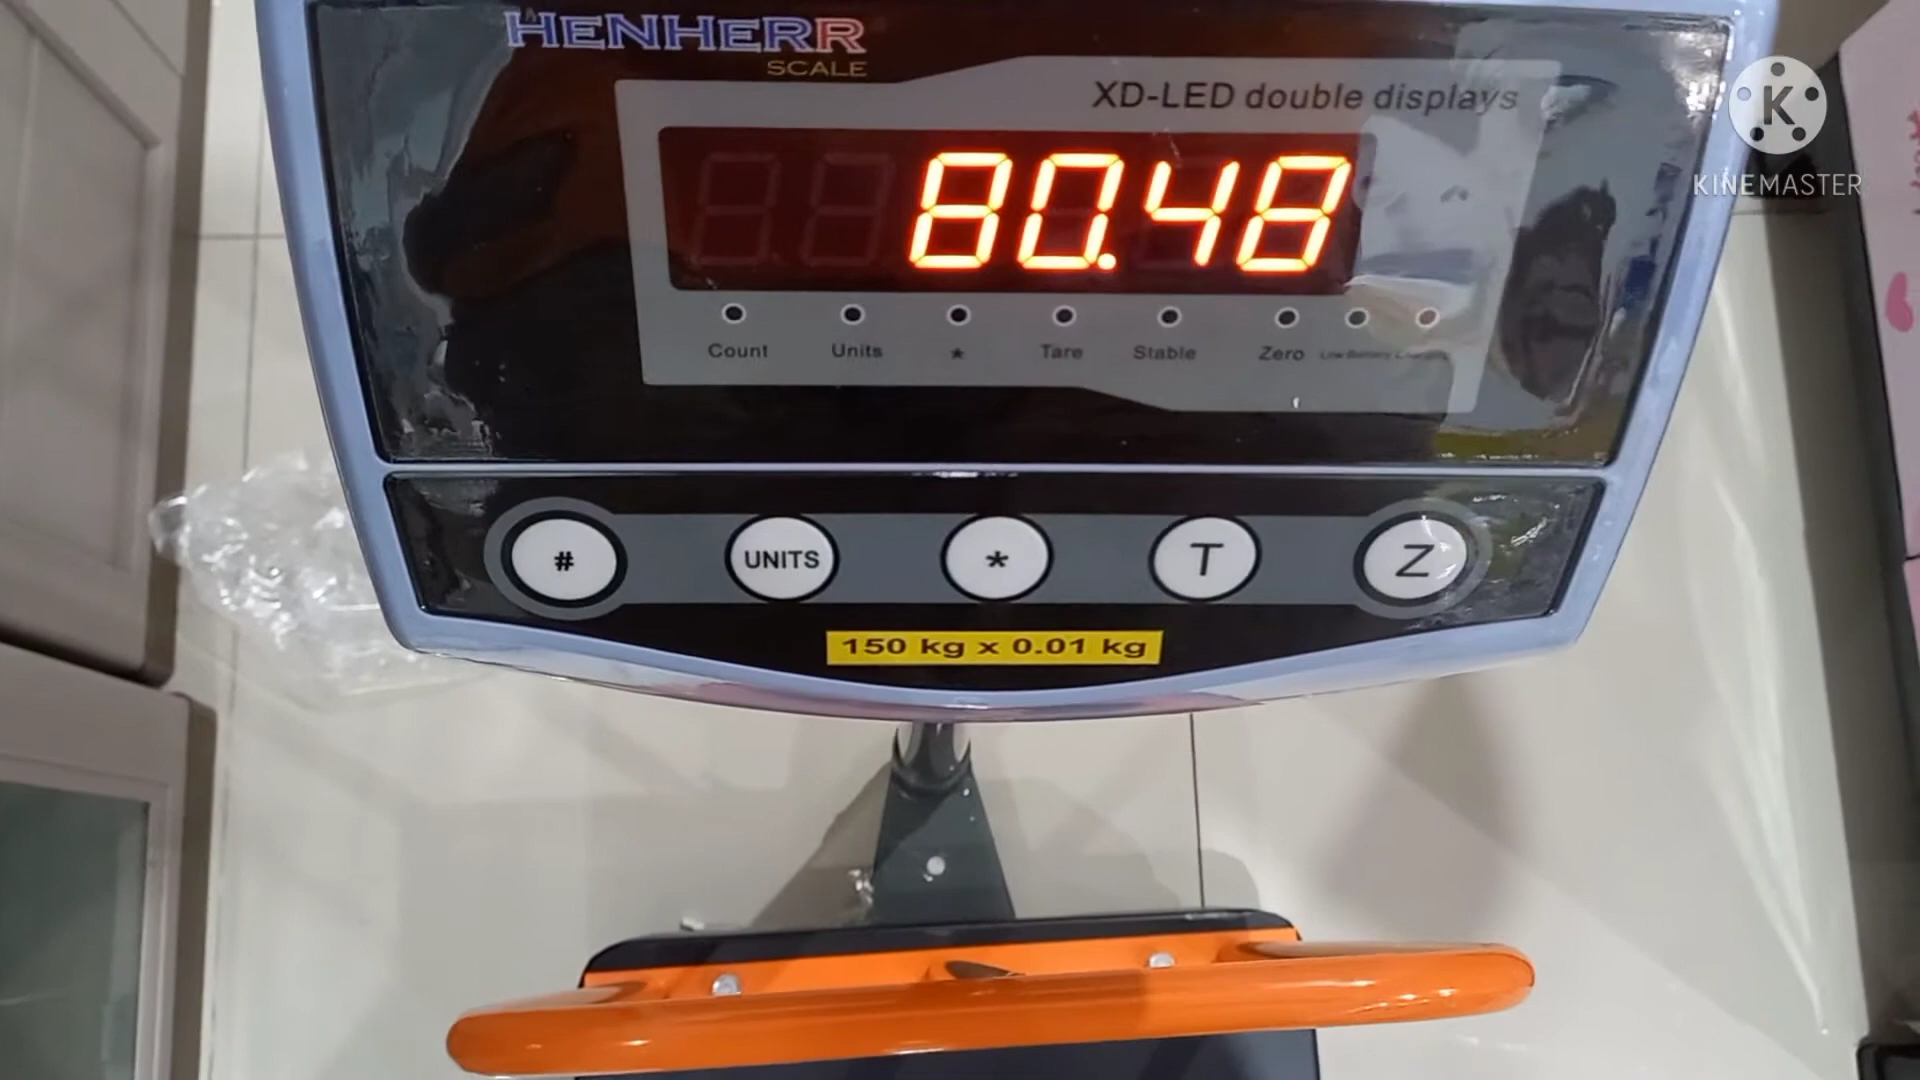 HENHERR
SCALE
XD-LED double displays
80.48
Count Units * Tare Stable Zero Low Battery
# UNITS * T Z
150 kg x 0.01 kg
K
KINEMASTER